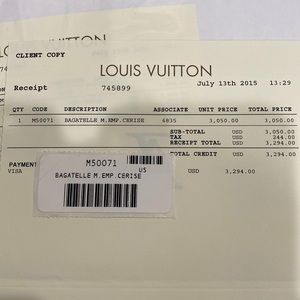 CLIENT COPY
LOUIS VUITTON
Receipt 745899 July 13th 2015 13:29
QTY CODE DESCRIPTION ASSOCIATE UNIT PRICE TOTAL PRICE
1 M50071 BAGATELLE M.EMP.CERISE 6835 3,050.00 3,050.00
SUB-TOTAL USD 3,050.00
TAX USD 244.00
RECEIPT TOTAL USD 3,294.00
TOTAL CREDIT USD 3,294.00
PAYMENT
VISA USD 3,294.00
M50071
US
BAGATELLE M.EMP.CERISE